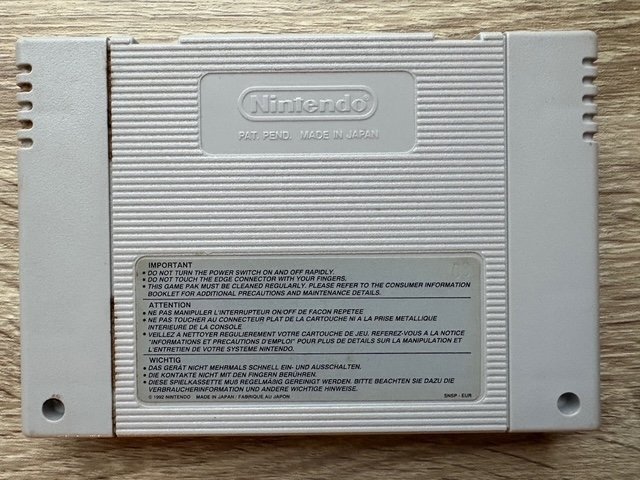 Nintendo
PAT. PEND. MADE IN JAPAN
IMPORTANT
• DO NOT TURN THE POWER SWITCH ON AND OFF RAPIDLY.
• DO NOT TOUCH THE EDGE CONNECTOR WITH YOUR FINGERS.
• THIS GAME PAK MUST BE CLEANED REGULARLY. PLEASE REFER TO THE CONSUMER INFORMATION
BOOKLET FOR ADDITIONAL PRECAUTIONS AND MAINTENANCE DETAILS.
ATTENTION
• NE PAS MANIPULER L'INTERRUPTEUR ON/OFF DE FACON REPETEE
• NE PAS TOUCHER AU CONNECTEUR PLAT DE LA CARTOUCHE NI A LA PRISE METALLIQUE
INTERIEURE DE LA CONSOLE
• VEILLEZ A NETTOYER REGULIEREMENT VOTRE CARTOUCHE DE JEU. REFEREZ-VOUS A LA NOTICE
"INFORMATIONS ET PRECAUTIONS D'EMPLOI" POUR PLUS DE DETAILS SUR LA MANIPULATION ET
L'ENTRETIEN DE VOTRE SYSTEME NINTENDO.
WICHTIG
• DAS GERÄT NICHT MEHRMALS SCHNELL EIN- UND AUSSCHALTEN.
• DIE KONTAKTE NICHT MIT DEN FINGERN BERÜHREN.
• DIESE SPIELKASSETTE MUß REGELMÄßIG GEREINIGT WERDEN. BITTE BEACHTEN SIE DAZU DIE
VERBRAUCHERINFORMATION UND ANDERE WICHTIGE HINWEISE.
© 1992 NINTENDO MADE IN JAPAN / FABRIQUE AU JAPON SNSP - EUR